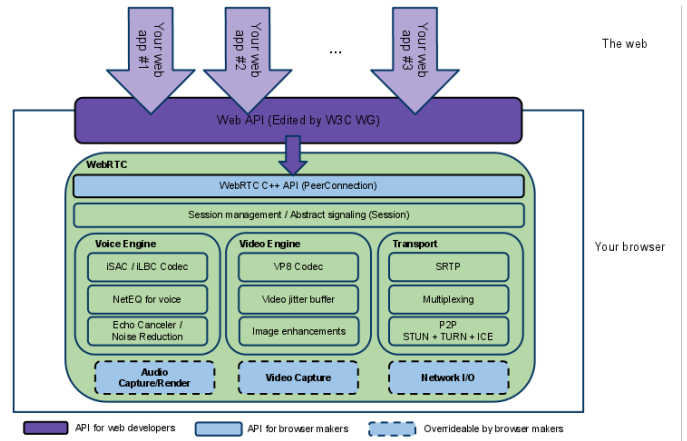 Your web
app #1
Your web
app #2
...
Your web
app #3
The web
Web API (Edited by W3C WG)
WebRTC
WebRTC C++ API (PeerConnection)
Session management / Abstract signaling (Session)
Your browser
Voice Engine
iSAC / iLBC Codec
NetEQ for voice
Echo Canceler /
Noise Reduction
Video Engine
VP8 Codec
Video jitter buffer
Image enhancements
Transport
SRTP
Multiplexing
P2P
STUN + TURN + ICE
Audio
Capture/Render
Video Capture
Network I/O
API for web developers
API for browser makers
Overrideable by browser makers